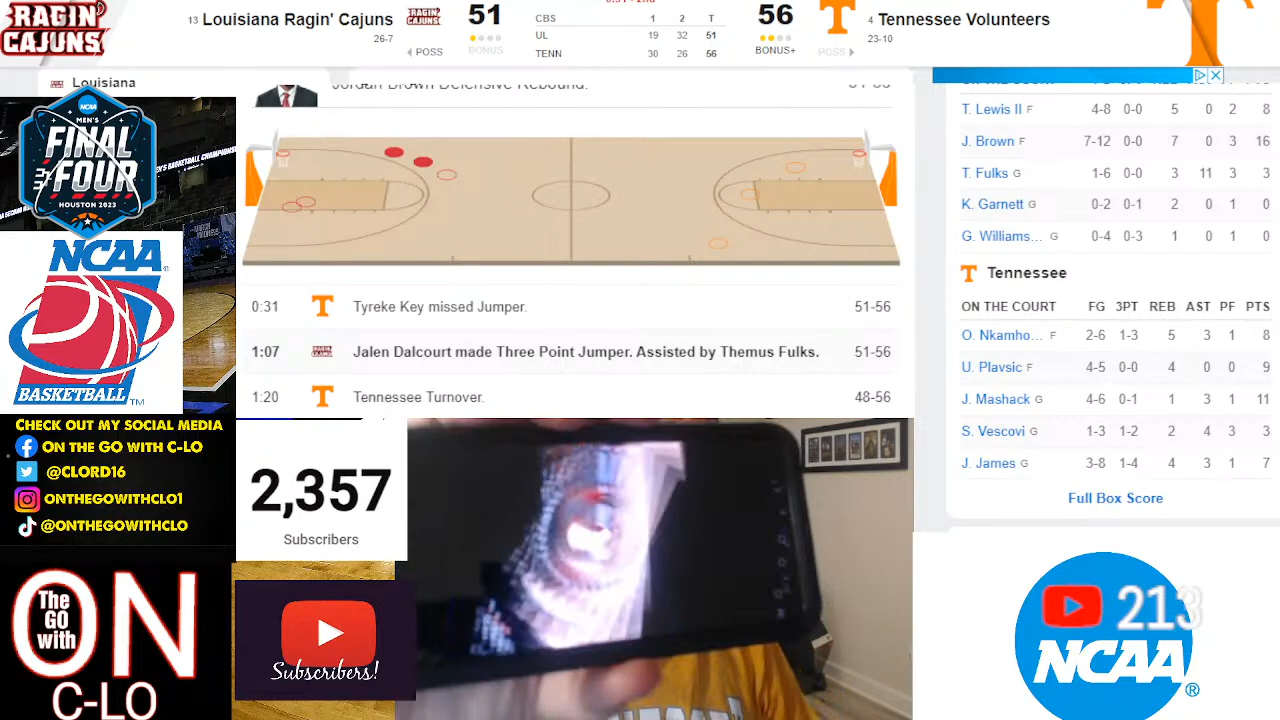 RAGIN'
CAJUNS
13 Louisiana Ragin' Cajuns
26-7
RAGIN' CAJUNS
POSS
51
BONUS
CBS 1 2 T
UL 19 32 51
TENN 30 26 56
56
BONUS+
4 Tennessee Volunteers
23-10
POSS
Louisiana
Jordan Brown Defensive Rebound.
NCAA
MEN'S
FINAL
FOUR
HOUSTON 2023
NCAA
BASKETBALL TM
CHECK OUT MY SOCIAL MEDIA
ON THE GO WITH C-LO
@CLORD16
ONTHEGOWITHCLO1
@ONTHEGOWITHCLO
The
GO
with
ON
C-LO
0:31 Tyreke Key missed Jumper. 51-56
1:07 Jalen Dalcourt made Three Point Jumper. Assisted by Themus Fulks. 51-56
1:20 Tennessee Turnover. 48-56
2,357
Subscribers
Subscribers!
T. Lewis II F 4-8 0-0 5 0 2 8
J. Brown F 7-12 0-0 7 0 3 16
T. Fulks G 1-6 0-0 3 11 3 3
K. Garnett G 0-2 0-1 2 0 1 0
G. Williams... G 0-4 0-3 1 0 1 0
Tennessee
ON THE COURT FG 3PT REB AST PF PTS
O. Nkamho... F 2-6 1-3 5 3 1 8
U. Plavsic F 4-5 0-0 4 0 0 9
J. Mashack G 4-6 0-1 1 3 1 11
S. Vescovi G 1-3 1-2 2 4 3 3
J. James G 3-8 1-4 4 3 1 7
Full Box Score
213
NCAA ®